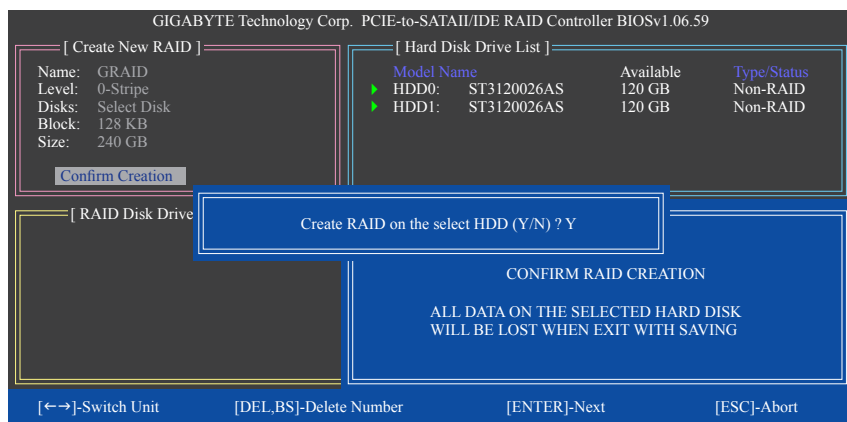 GIGABYTE Technology Corp. PCIE-to-SATAII/IDE RAID Controller BIOSv1.06.59
[ Create New RAID ]
Name: GRAID
Level: 0-Stripe
Disks: Select Disk
Block: 128 KB
Size: 240 GB
Confirm Creation
[ Hard Disk Drive List ]
Model Name Available Type/Status
HDD0: ST3120026AS 120 GB Non-RAID
HDD1: ST3120026AS 120 GB Non-RAID
[ RAID Disk Drive
Create RAID on the select HDD (Y/N) ? Y
CONFIRM RAID CREATION
ALL DATA ON THE SELECTED HARD DISK
WILL BE LOST WHEN EXIT WITH SAVING
[←→]-Switch Unit [DEL,BS]-Delete Number [ENTER]-Next [ESC]-Abort